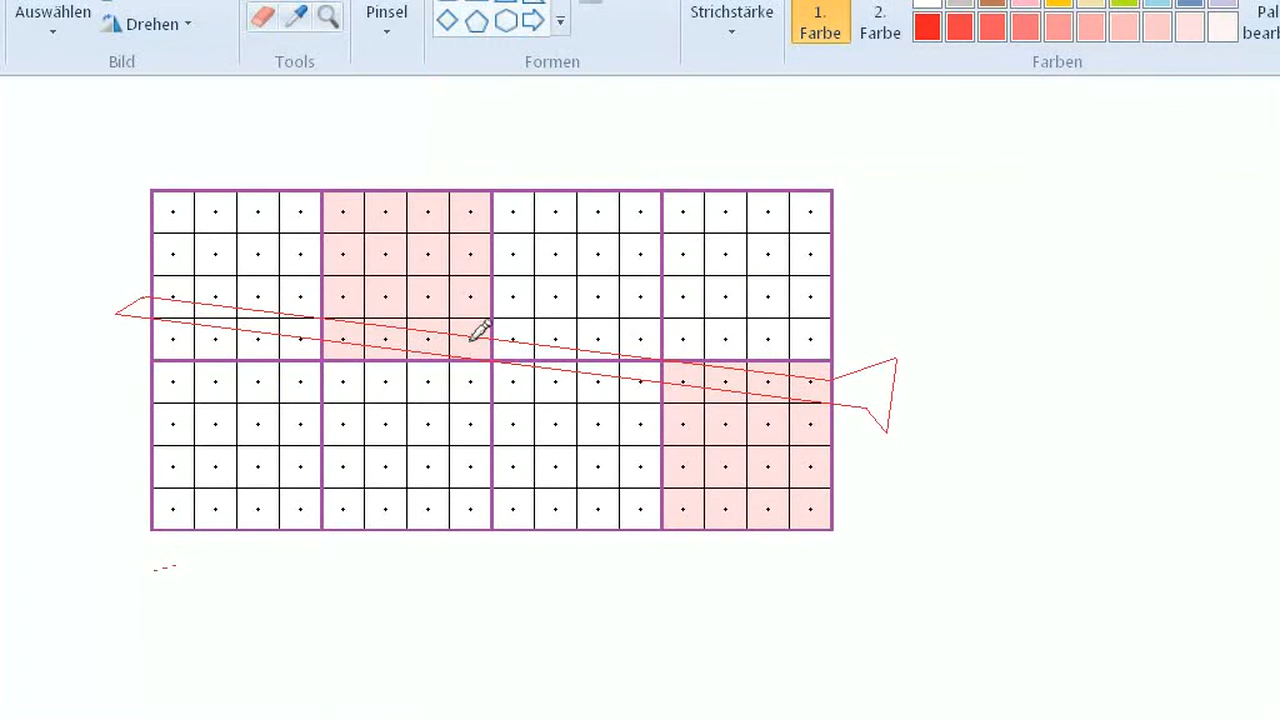 Auswählen
Drehen
Pinsel
Strichstärke
1.
Farbe
2.
Farbe
Bild
Tools
Formen
Farben